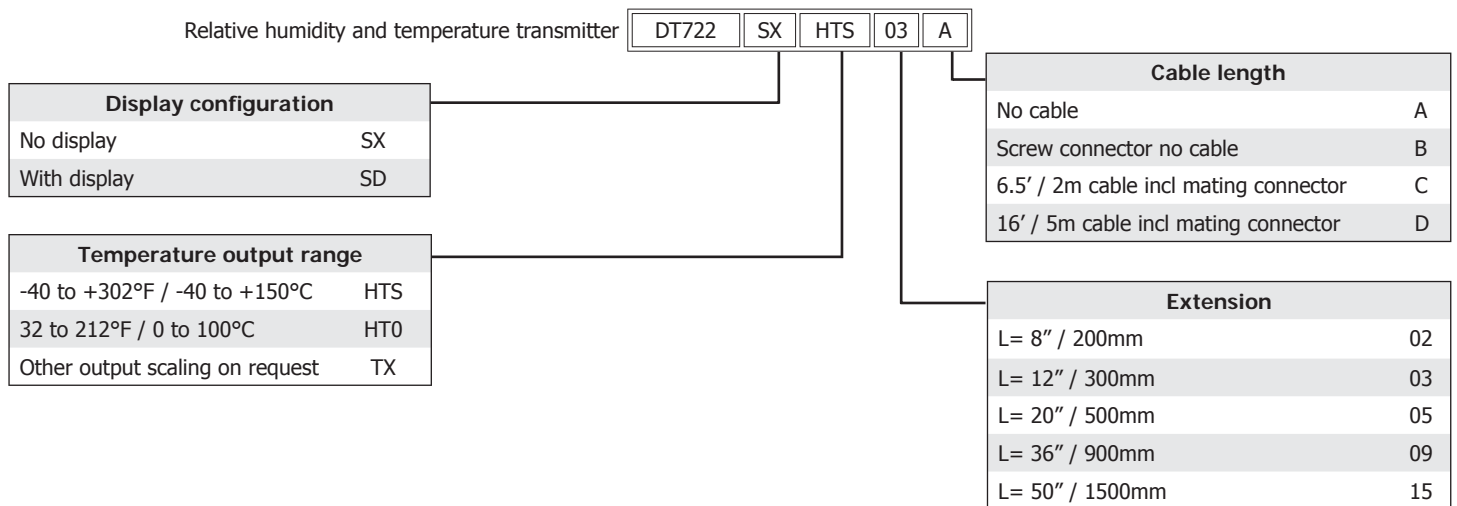 Relative humidity and temperature transmitter DT722 SX HTS 03 A
Display configuration
No display SX
With display SD
Temperature output range
-40 to +302°F / -40 to +150°C HTS
32 to 212°F / 0 to 100°C HT0
Other output scaling on request TX
Cable length
No cable A
Screw connector no cable B
6.5′ / 2m cable incl mating connector C
16′ / 5m cable incl mating connector D
Extension
L= 8″ / 200mm 02
L= 12″ / 300mm 03
L= 20″ / 500mm 05
L= 36″ / 900mm 09
L= 50″ / 1500mm 15